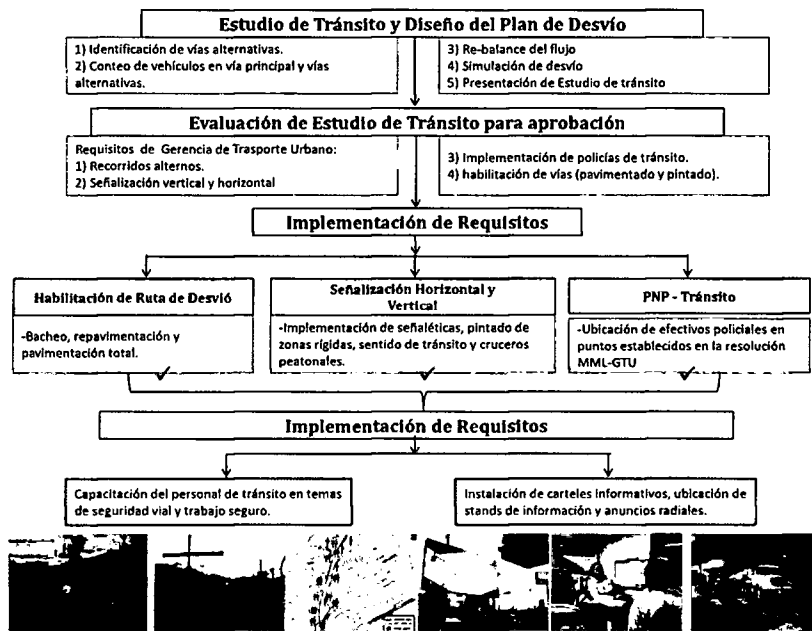 Estudio de Tránsito y Diseño del Plan de Desvío
1) Identificación de vías alternativas.
2) Conteo de vehículos en vía principal y vías
alternativas.
3) Re-balance del flujo
4) Simulación de desvío
5) Presentación de Estudio de tránsito
Evaluación de Estudio de Tránsito para aprobación
Requisitos de Gerencia de Trasporte Urbano:
1) Recorridos alternos.
2) Señalización vertical y horizontal
3) Implementación de policías de tránsito.
4) habilitación de vías (pavimentado y pintado).
Implementación de Requisitos
Habilitación de Ruta de Desvió
-Bacheo, repavimentación y
pavimentación total.
Señalización Horizontal y
Vertical
-Implementación de señaléticas, pintado de
zonas rígidas, sentido de tránsito y cruceros
peatonales.
PNP - Tránsito
-Ubicación de efectivos policiales en
puntos establecidos en la resolución
MML-GTU
Implementación de Requisitos
Capacitación del personal de tránsito en temas
de seguridad vial y trabajo seguro.
Instalación de carteles informativos, ubicación de
stands de información y anuncios radiales.